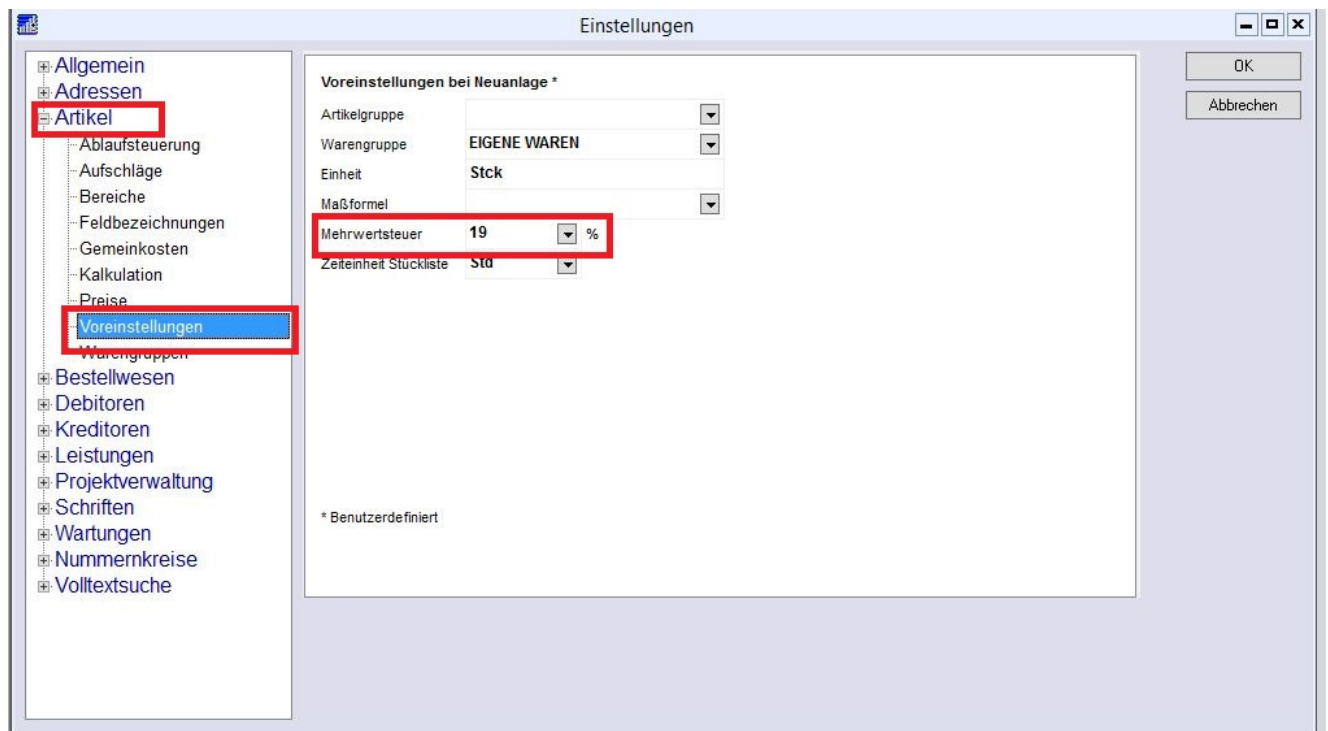 Einstellungen
Allgemein
Adressen
Artikel
Ablaufsteuerung
Aufschläge
Bereiche
Feldbezeichnungen
Gemeinkosten
Kalkulation
Preise
Voreinstellungen
Warengruppen
Bestellwesen
Debitoren
Kreditoren
Leistungen
Projektverwaltung
Schriften
Wartungen
Nummernkreise
Volltextsuche
Voreinstellungen bei Neuanlage *
Artikelgruppe
Warengruppe EIGENE WAREN
Einheit Stck
Maßformel
Mehrwertsteuer 19 %
Zeiteinheit Stückliste Std
* Benutzerdefiniert
OK
Abbrechen